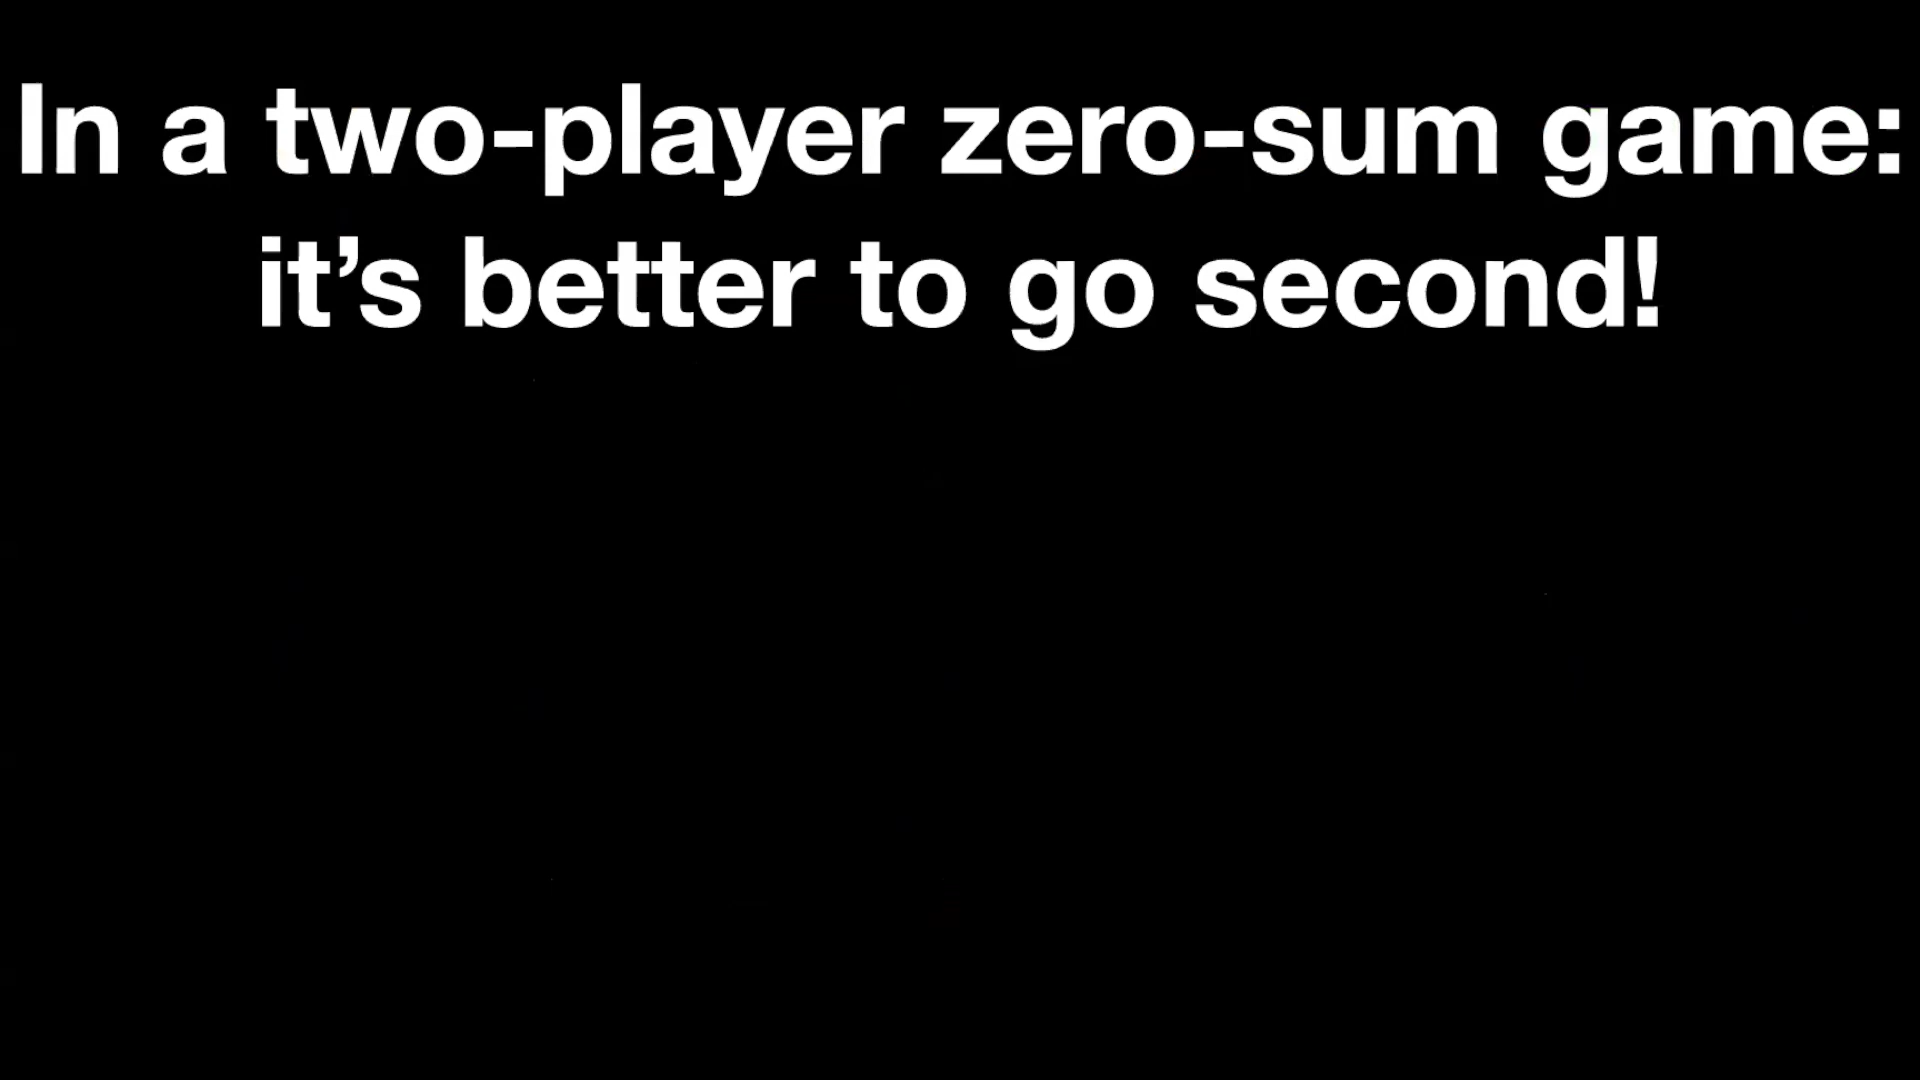 In a two-player zero-sum game:
it’s better to go second!